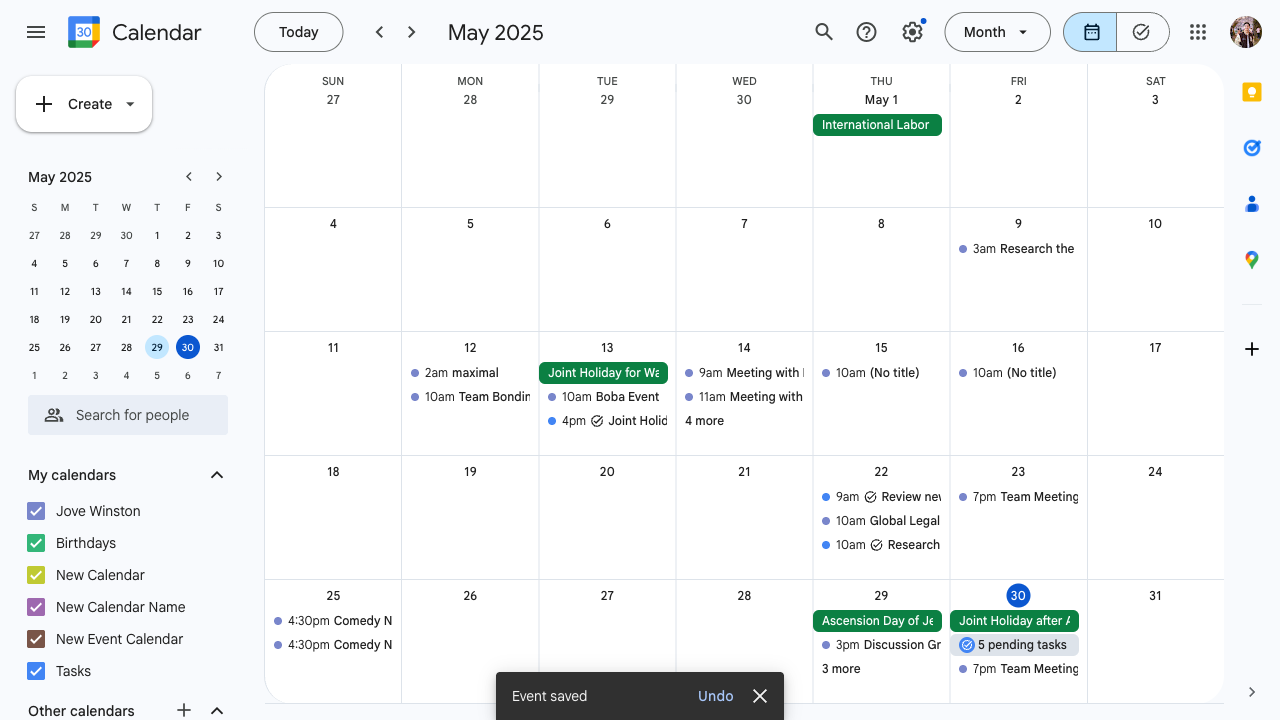 30
Calendar
Today
May 2025
Month
Create
May 2025
S M T W T F S
27 28 29 30 1 2 3
4 5 6 7 8 9 10
11 12 13 14 15 16 17
18 19 20 21 22 23 24
25 26 27 28 29 30 31
1 2 3 4 5 6 7
Search for people
My calendars
Jove Winston
Birthdays
New Calendar
New Calendar Name
New Event Calendar
Tasks
Other calendars
SUN MON TUE WED THU FRI SAT
27 28 29 30 May 1 2 3
International Labor
4 5 6 7 8 9 10
3am Research the
11 12 13 14 15 16 17
2am maximal
10am Team Bondin
Joint Holiday for Wa
10am Boba Event
4pm Joint Holid
9am Meeting with
11am Meeting with
4 more
10am (No title)
10am (No title)
18 19 20 21 22 23 24
9am Review new
10am Global Legal
10am Research
7pm Team Meeting
25 26 27 28 29 30 31
4:30pm Comedy N
4:30pm Comedy N
Ascension Day of Je
3pm Discussion Gr
3 more
Joint Holiday after A
5 pending tasks
7pm Team Meeting
Event saved Undo